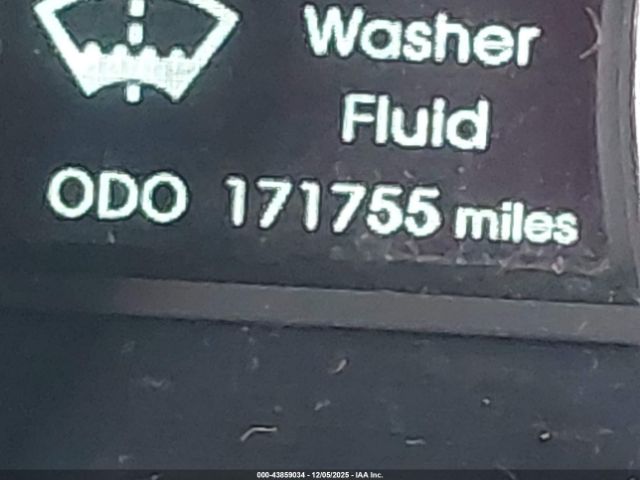 Washer
Fluid
ODO 171755 miles
000-43859034 - 12/05/2025 - IAA Inc.